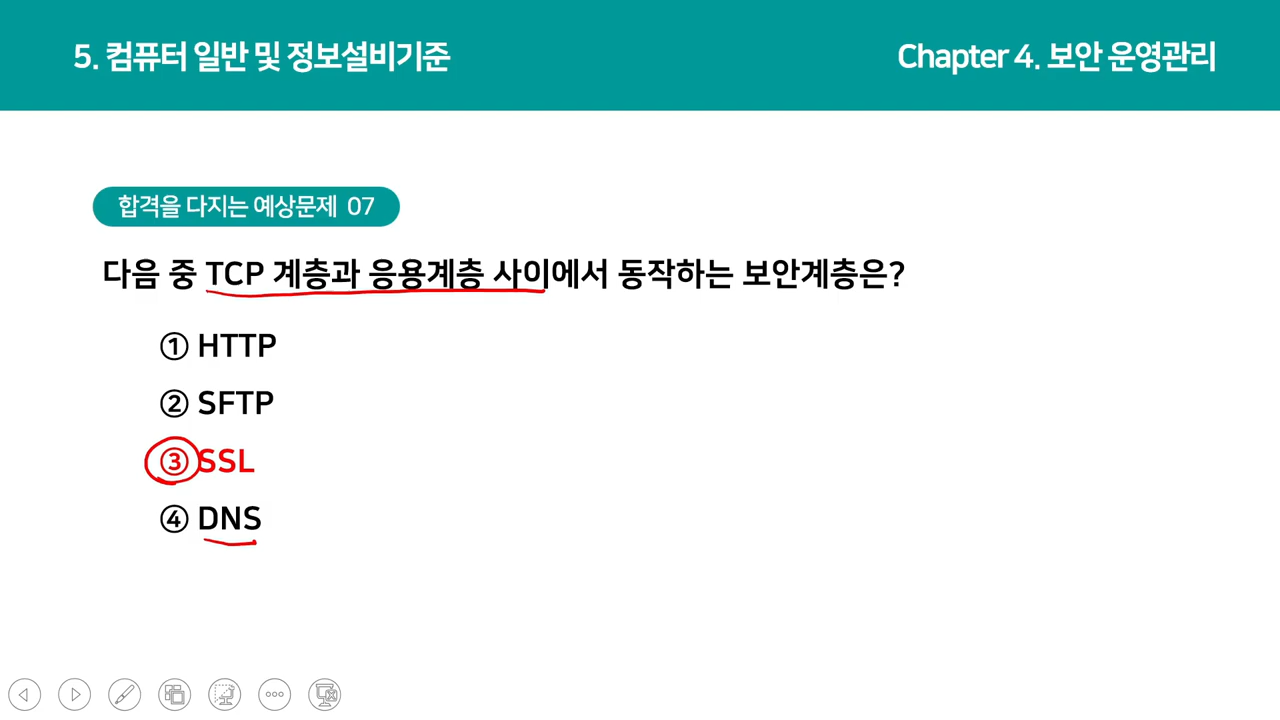 5. 컴퓨터 일반 및 정보설비기준
Chapter 4. 보안 운영관리
합격을 다지는 예상문제 07
다음 중 TCP 계층과 응용계층 사이에서 동작하는 보안계층은?
① HTTP
② SFTP
③ SSL
④ DNS